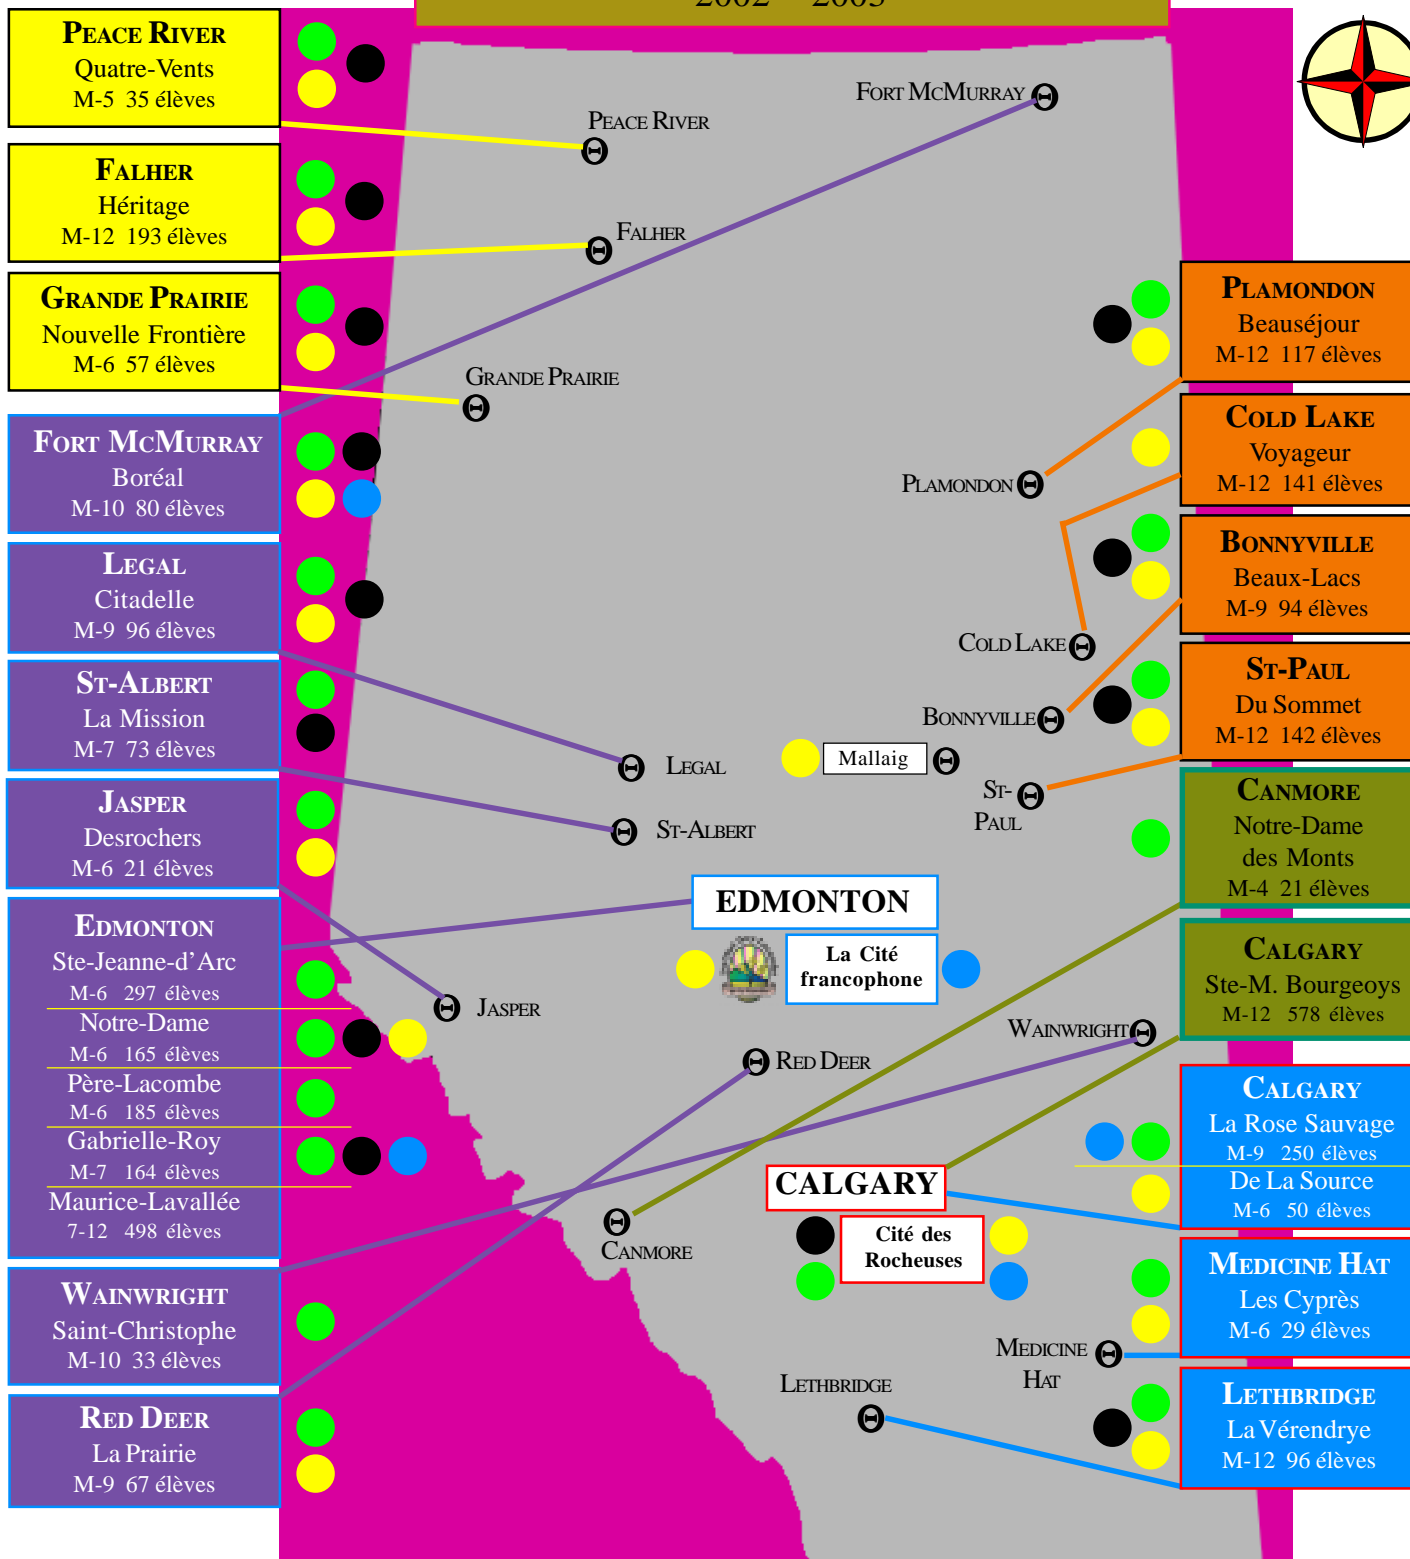 PEACE RIVER
Quatre-Vents
M-5 35 élèves
FALHER
Héritage
M-12 193 élèves
GRANDE PRAIRIE
Nouvelle Frontière
M-6 57 élèves
FORT MCMURRAY
Boréal
M-10 80 élèves
LEGAL
Citadelle
M-9 96 élèves
ST-ALBERT
La Mission
M-7 73 élèves
JASPER
Desrochers
M-6 21 élèves
EDMONTON
Ste-Jeanne-d'Arc
M-6 297 élèves
Notre-Dame
M-6 165 élèves
Père-Lacombe
M-6 185 élèves
Gabrielle-Roy
M-7 164 élèves
Maurice-Lavallée
7-12 498 élèves
WAINWRIGHT
Saint-Christophe
M-10 33 élèves
RED DEER
La Prairie
M-9 67 élèves
FORT MCMURRAY
PEACE RIVER
FALHER
GRANDE PRAIRIE
PLAMONDON
COLD LAKE
BONNYVILLE
LEGAL
Mallaig
ST-
PAUL
ST-ALBERT
EDMONTON
La Cité
francophone
JASPER
WAINWRIGHT
RED DEER
CALGARY
Cité des
Rocheuses
CANMORE
MEDICINE
HAT
LETHBRIDGE
PLAMONDON
Beauséjour
M-12 117 élèves
COLD LAKE
Voyageur
M-12 141 élèves
BONNYVILLE
Beaux-Lacs
M-9 94 élèves
ST-PAUL
Du Sommet
M-12 142 élèves
CANMORE
Notre-Dame
des Monts
M-4 21 élèves
CALGARY
Ste-M. Bourgeoys
M-12 578 élèves
CALGARY
La Rose Sauvage
M-9 250 élèves
De La Source
M-6 50 élèves
MEDICINE HAT
Les Cyprès
M-6 29 élèves
LETHBRIDGE
La Vérendrye
M-12 96 élèves